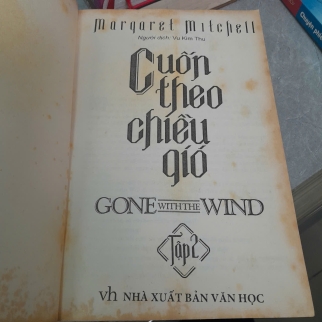 Margaret Mitchell
Người dịch: Vũ Kim Thư
Cuốn
theo
chiều
gió
GONE WITH THE WIND
Tập 2
vh NHÀ XUẤT BẢN VĂN HỌC